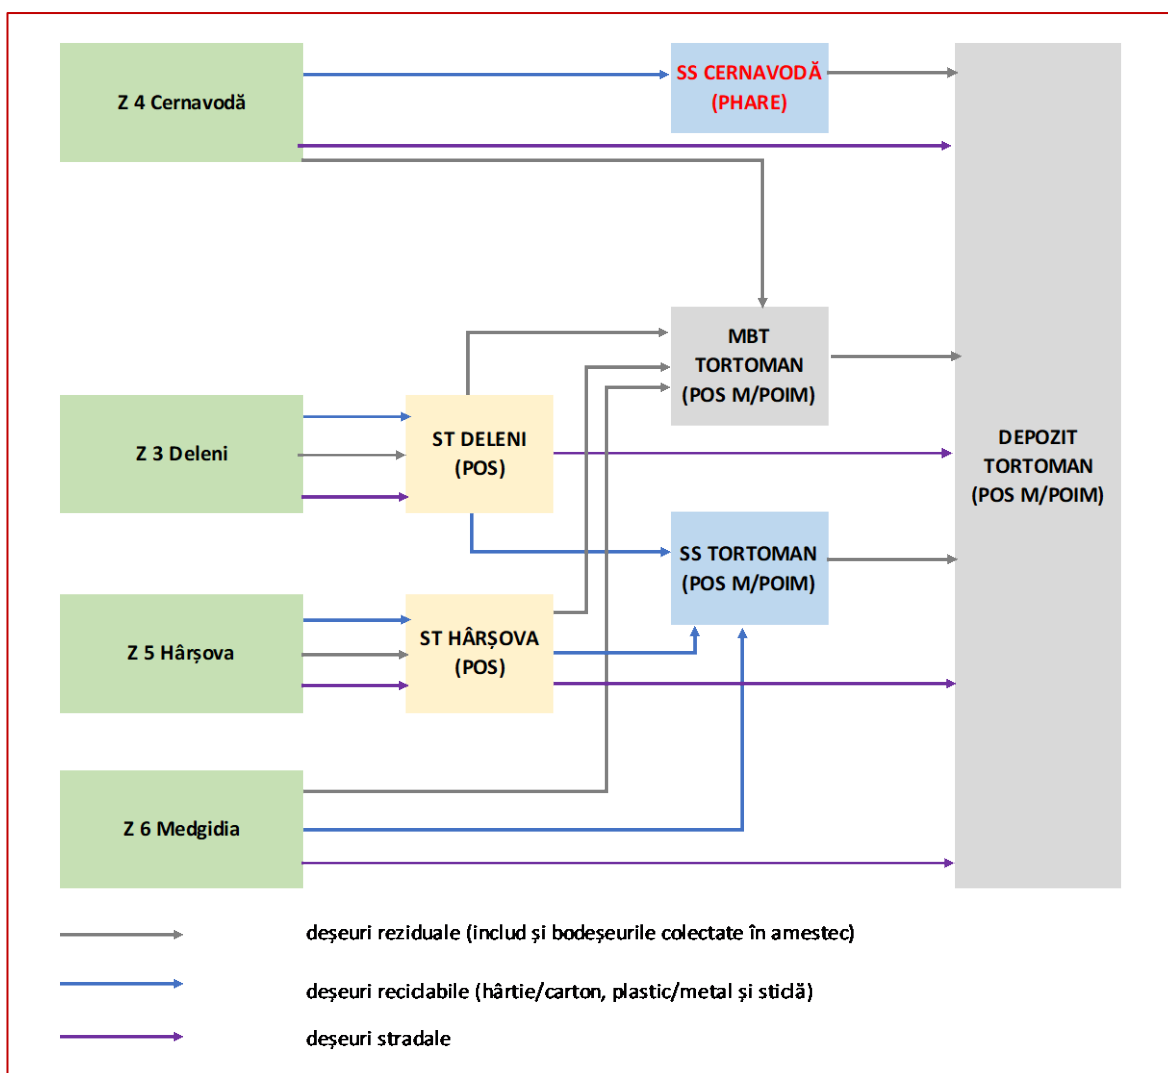 Z 4 Cernavodă
SS CERNAVODĂ
(PHARE)
MBT
TORTOMAN
(POS M/POIM)
Z 3 Deleni
ST DELENI
(POS)
DEPOZIT
TORTOMAN
(POS M/POIM)
SS TORTOMAN
(POS M/POIM)
Z 5 Hârșova
ST HÂRȘOVA
(POS)
Z 6 Medgidia
deșeuri reziduale (includ și bodeșeurile colectate în amestec)
deșeuri reciclabile (hârtie/carton, plastic/metal și sticlă)
deșeuri stradale